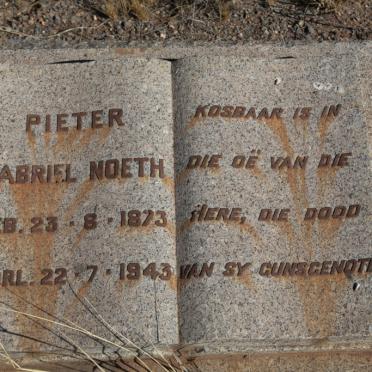 PIETER
ABRIEL NOETH
EB. 23 · 8 · 1873
RL. 22 · 7 · 1943
KOSBAAR IS IN
DIE OË VAN DIE
HERE, DIE DOOD
VAN SY GUNSGENOTE